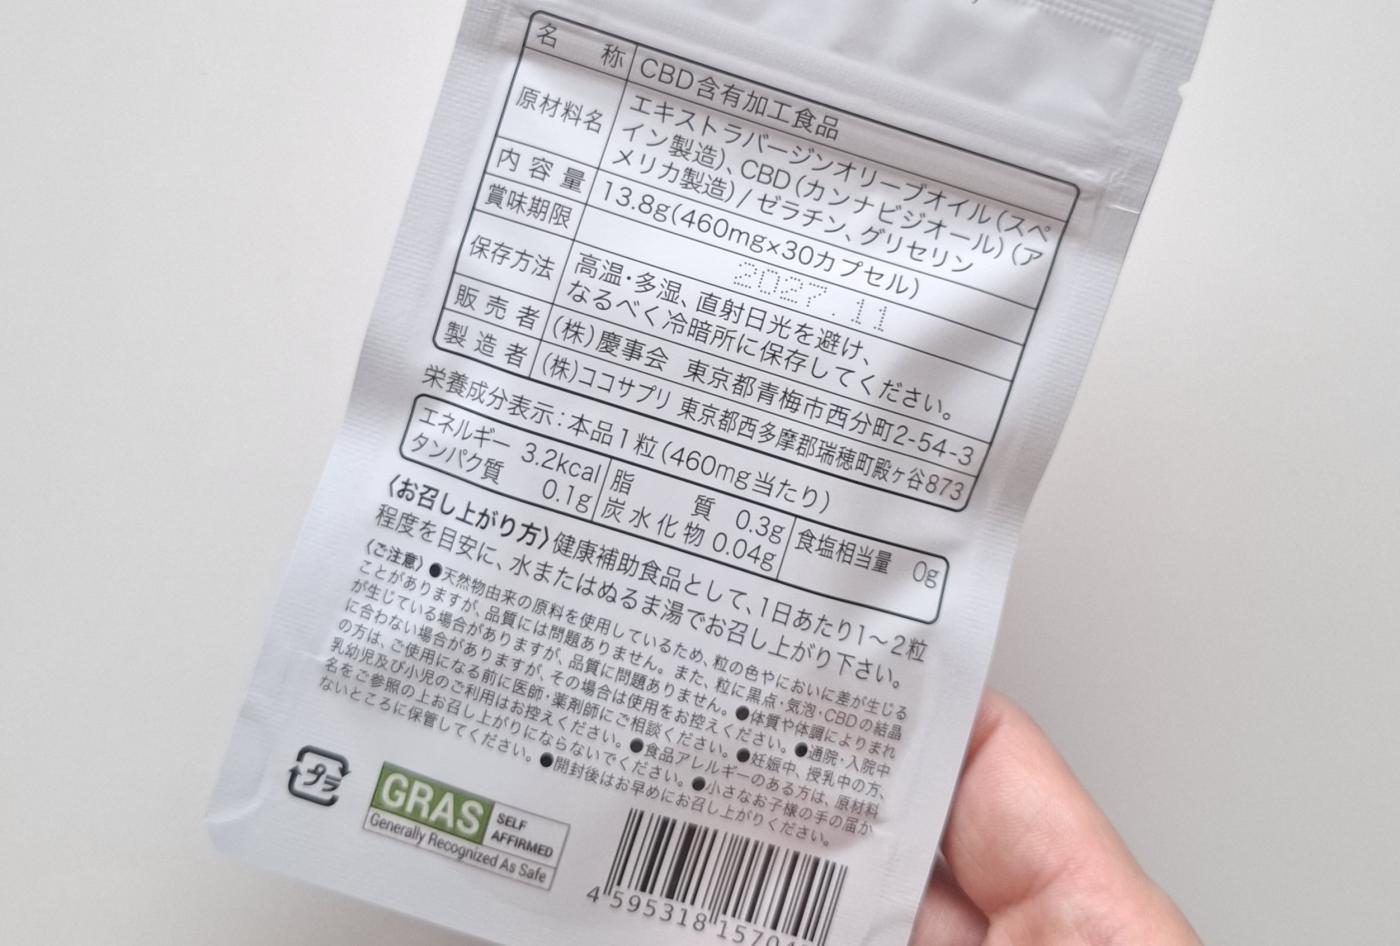 名称 CBD含有加工食品
原材料名 エキストラバージンオリーブオイル(スペ
イン製造)、CBD(カンナビジオール)(ア
メリカ製造)/ゼラチン、グリセリン
内容量 13.8g(460mg×30カプセル)
賞味期限 2027.11
保存方法 高温・多湿、直射日光を避け、
なるべく冷暗所に保存してください。
販売者 (株)慶事会 東京都青梅市西分町2-54-3
製造者 (株)ココサプリ 東京都西多摩郡瑞穂町殿ヶ谷873
栄養成分表示:本品1粒(460mg当たり)
エネルギー 3.2kcal 脂質 0.3g 食塩相当量 0g
タンパク質 0.1g 炭水化物 0.04g
〈お召し上がり方〉健康補助食品として、1日あたり1〜2粒
程度を目安に、水またはぬるま湯でお召し上がり下さい。
〈ご注意〉●天然物由来の原料を使用しているため、粒の色やにおいに差が生じる
ことがありますが、品質には問題ありません。また、粒に黒点・気泡・CBDの結晶
が生じている場合がありますが、品質に問題ありません。●体質や体調によりまれ
に合わない場合がありますが、その場合は使用をお控えください。●通院・入院中
の方は、ご使用になる前に医師・薬剤師にご相談ください。●妊娠中、授乳中の方、
乳幼児及び小児のご利用はお控えください。●食品アレルギーのある方は、原材料
名をご参照の上お召し上がりにならないでください。●小さなお子様の手の届か
ないところに保管してください。●開封後はお早めにお召し上がりください。
プラ
GRAS SELF
AFFIRMED
Generally Recognized As Safe
4 595318 15704